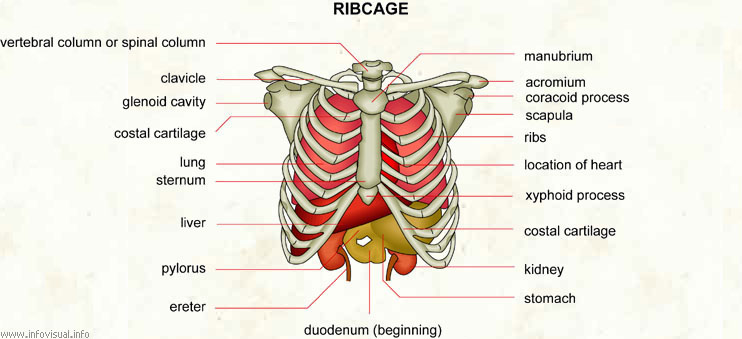 RIBCAGE
vertebral column or spinal column
clavicle
glenoid cavity
costal cartilage
lung
sternum
liver
pylorus
ereter
duodenum (beginning)
manubrium
acromium
coracoid process
scapula
ribs
location of heart
xyphoid process
costal cartilage
kidney
stomach
www.infovisual.info